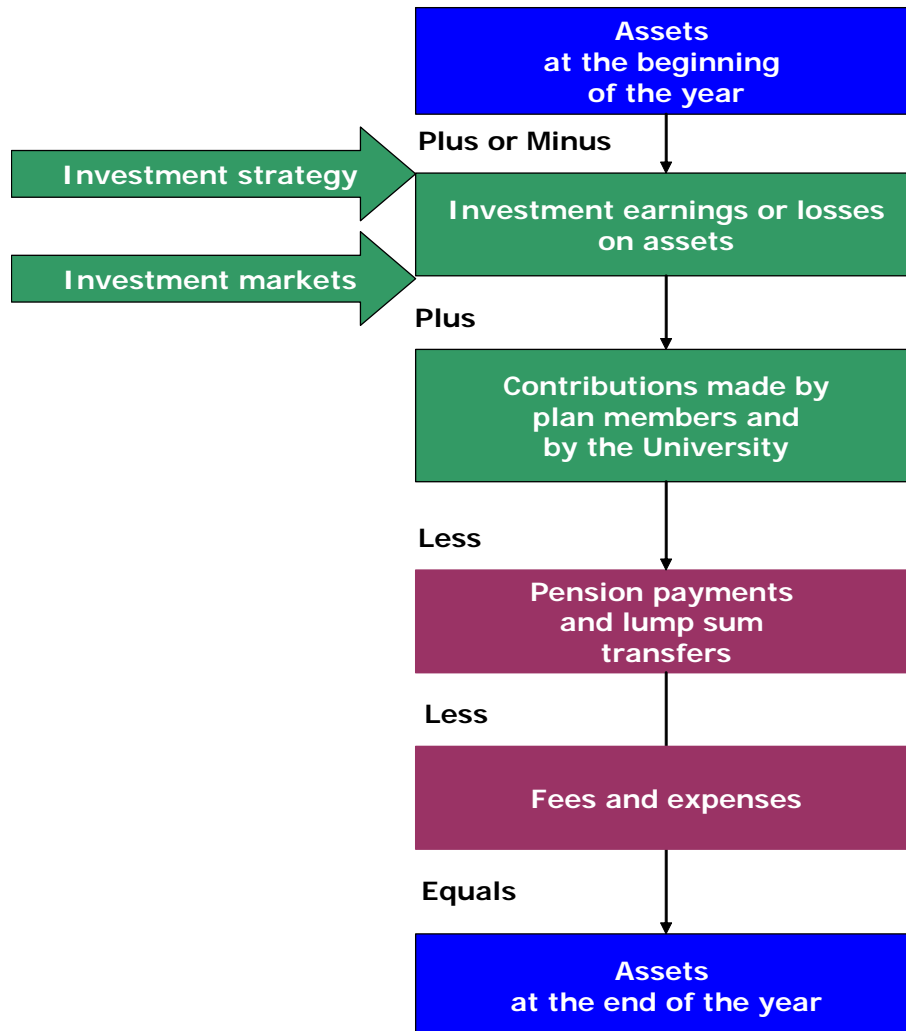 Assets
at the beginning
of the year
Plus or Minus
Investment strategy
Investment earnings or losses
on assets
Investment markets
Plus
Contributions made by
plan members and
by the University
Less
Pension payments
and lump sum
transfers
Less
Fees and expenses
Equals
Assets
at the end of the year